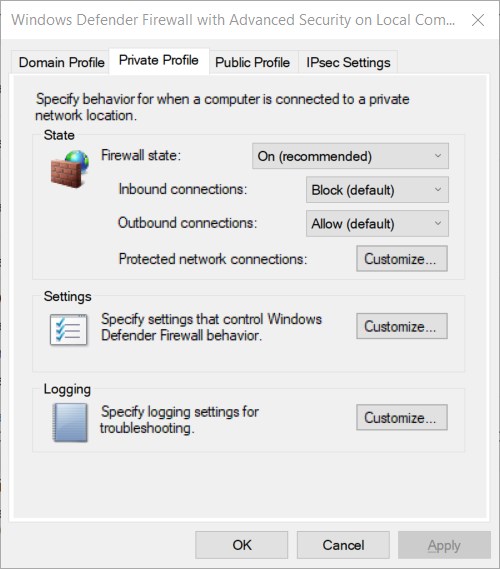 Windows Defender Firewall with Advanced Security on Local Com...
Domain Profile Private Profile Public Profile IPsec Settings
Specify behavior for when a computer is connected to a private
network location.
State
Firewall state: On (recommended)
Inbound connections: Block (default)
Outbound connections: Allow (default)
Protected network connections: Customize...
Settings
Specify settings that control Windows
Defender Firewall behavior.
Customize...
Logging
Specify logging settings for
troubleshooting.
Customize...
OK Cancel Apply